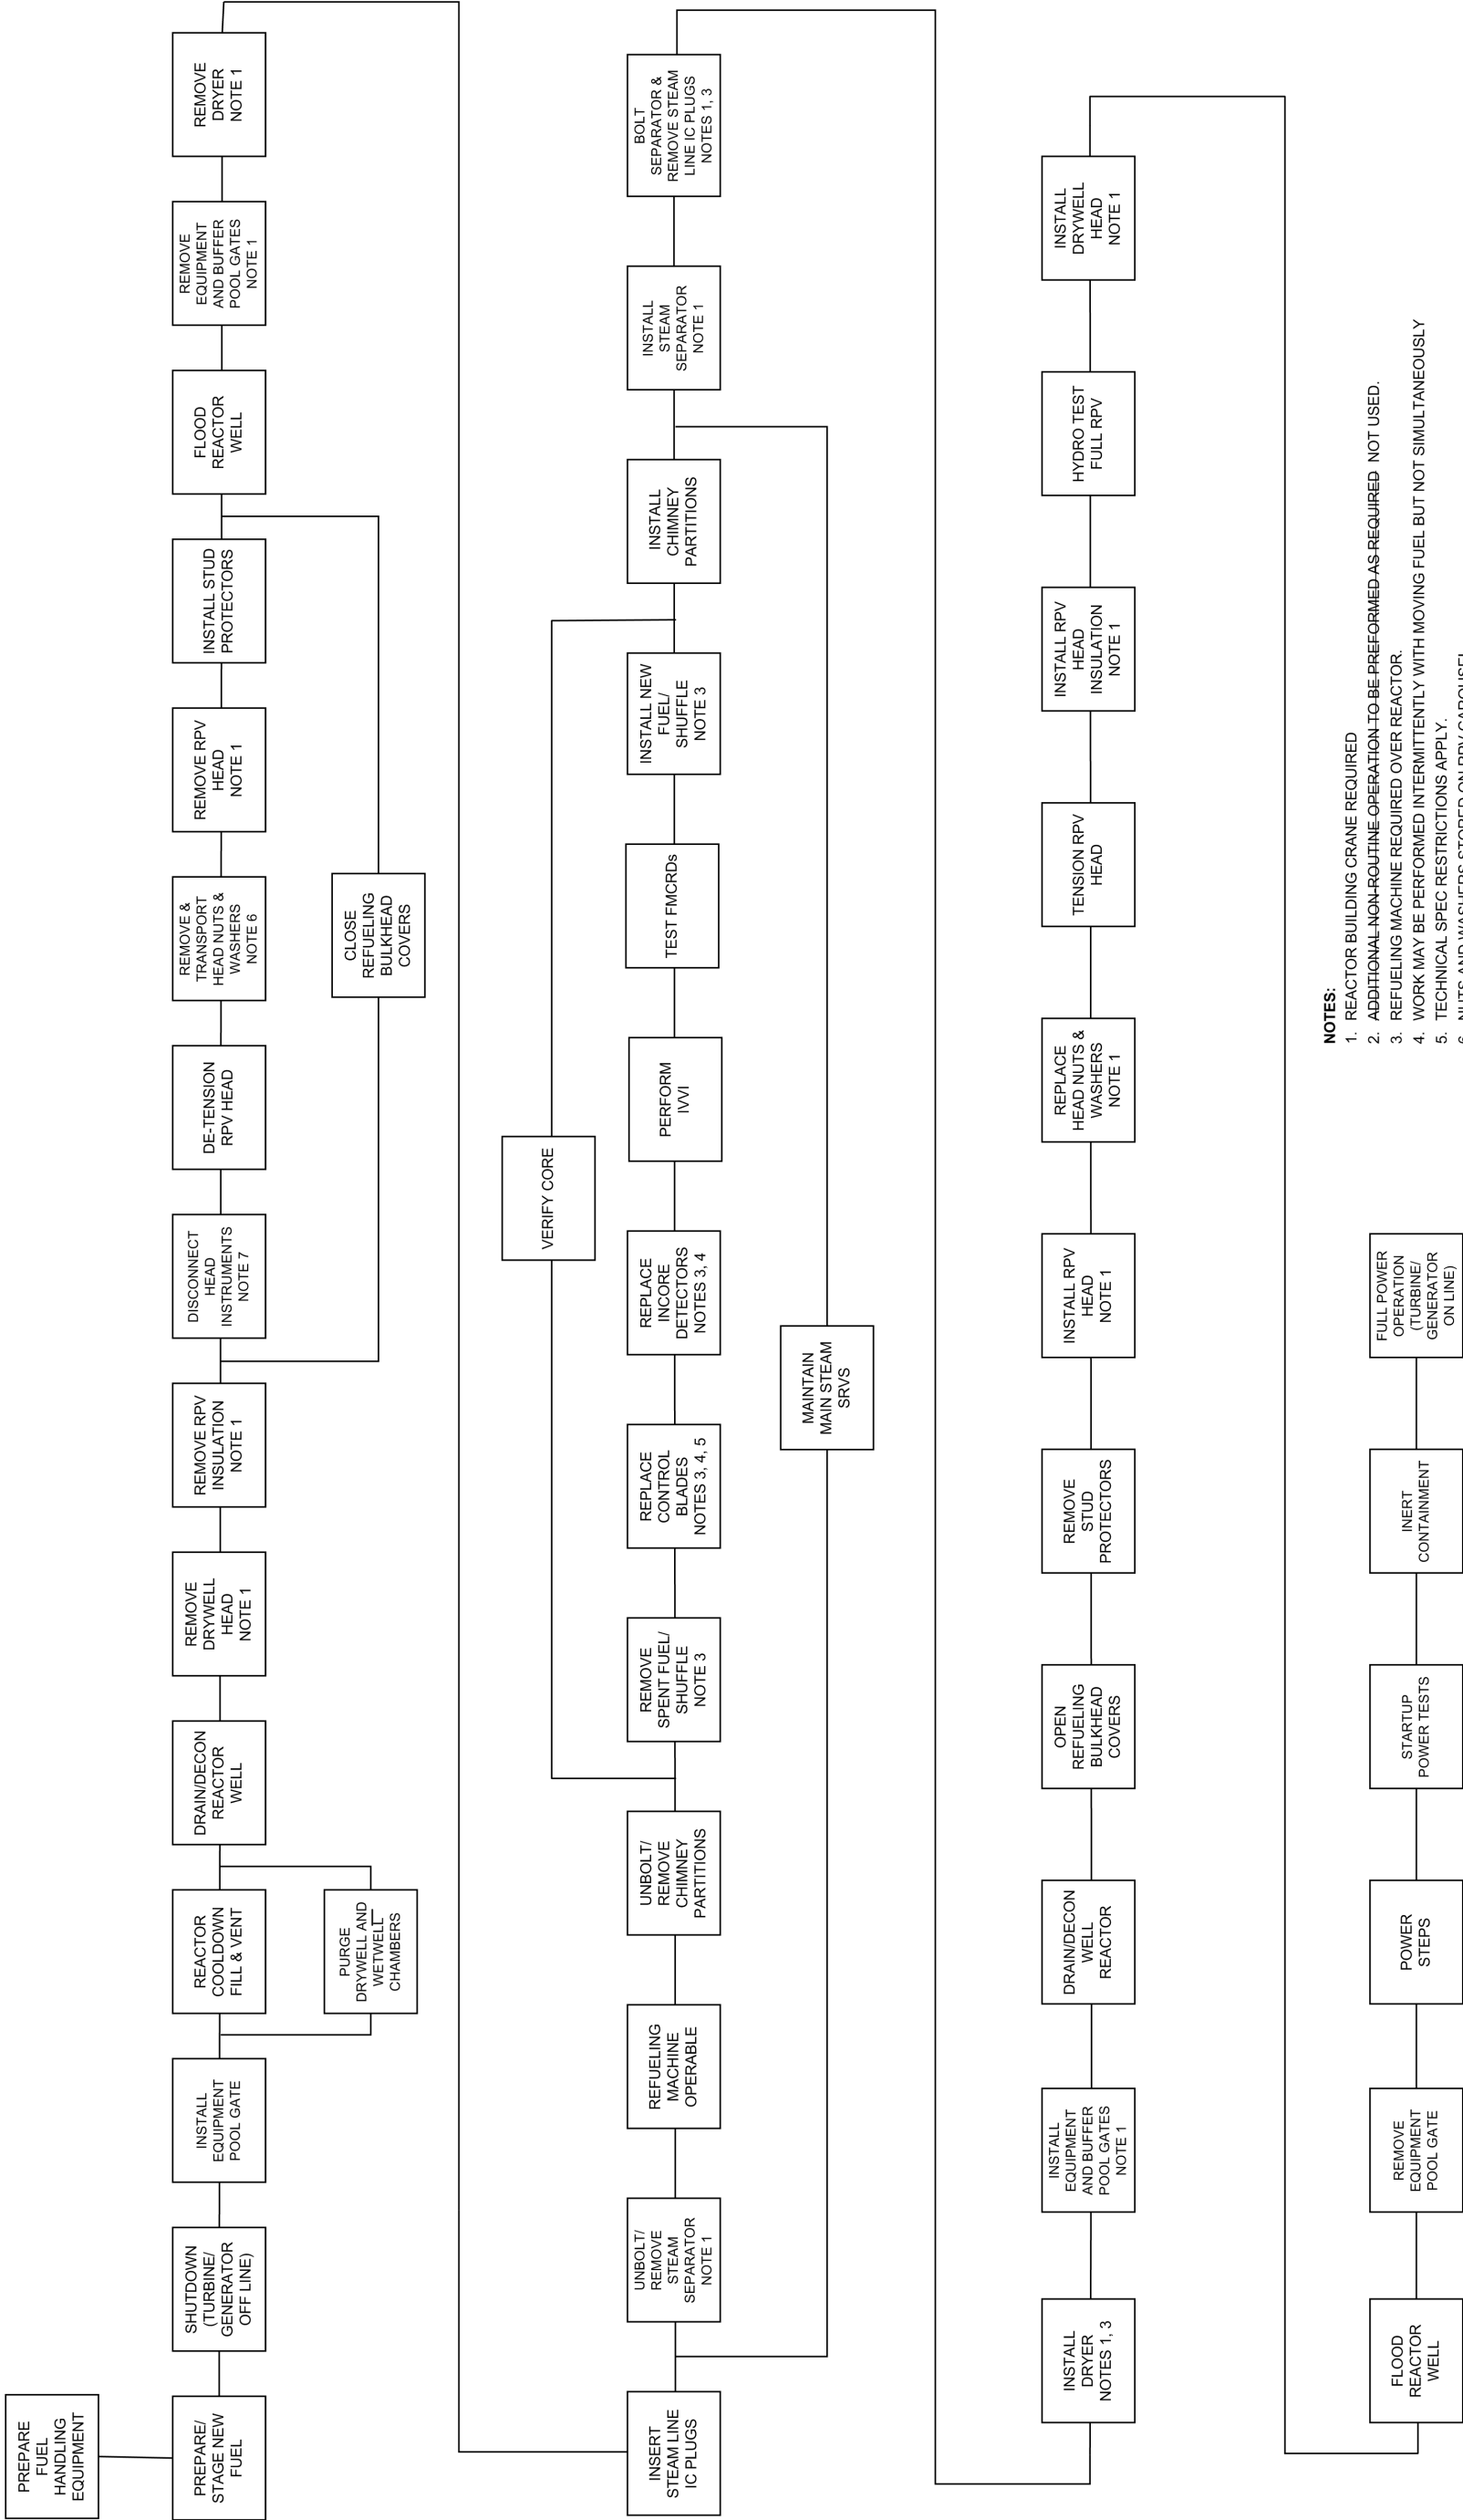 PREPARE
FUEL
HANDLING
EQUIPMENT
PREPARE/
STAGE NEW
FUEL
SHUTDOWN
(TURBINE/
GENERATOR
OFF LINE)
INSTALL
EQUIPMENT
POOL GATE
REACTOR
COOLDOWN
FILL & VENT
PURGE
DRYWELL AND
WETWELL
CHAMBERS
DRAIN/DECON
REACTOR
WELL
REMOVE
DRYWELL
HEAD
NOTE 1
REMOVE RPV
INSULATION
NOTE 1
DISCONNECT
HEAD
INSTRUMENTS
NOTE 7
DE-TENSION
RPV HEAD
REMOVE &
TRANSPORT
HEAD NUTS &
WASHERS
NOTE 6
REMOVE RPV
HEAD
NOTE 1
INSTALL STUD
PROTECTORS
CLOSE
REFUELING
BULKHEAD
COVERS
FLOOD
REACTOR
WELL
REMOVE
EQUIPMENT
AND BUFFER
POOL GATES
NOTE 1
REMOVE
DRYER
NOTE 1
INSERT
STEAM LINE
IC PLUGS
UNBOLT/
REMOVE
STEAM
SEPARATOR
NOTE 1
REFUELING
MACHINE
OPERABLE
UNBOLT/
REMOVE
CHIMNEY
PARTITIONS
REMOVE
SPENT FUEL/
SHUFFLE
NOTE 3
REPLACE
CONTROL
BLADES
NOTES 3, 4, 5
REPLACE
INCORE
DETECTORS
NOTES 3, 4
PERFORM
IVVI
TEST FMCRDs
INSTALL NEW
FUEL/
SHUFFLE
NOTE 3
VERIFY CORE
INSTALL
CHIMNEY
PARTITIONS
MAINTAIN
MAIN STEAM
SRVS
INSTALL
STEAM
SEPARATOR
NOTE 1
BOLT
SEPARATOR &
REMOVE STEAM
LINE IC PLUGS
NOTES 1, 3
INSTALL
DRYER
NOTES 1, 3
INSTALL
EQUIPMENT
AND BUFFER
POOL GATES
NOTE 1
DRAIN/DECON
WELL
REACTOR
OPEN
REFUELING
BULKHEAD
COVERS
REMOVE
STUD
PROTECTORS
INSTALL RPV
HEAD
NOTE 1
REPLACE
HEAD NUTS &
WASHERS
NOTE 1
TENSION RPV
HEAD
INSTALL RPV
HEAD
INSULATION
NOTE 1
HYDRO TEST
FULL RPV
INSTALL
DRYWELL
HEAD
NOTE 1
FLOOD
REACTOR
WELL
REMOVE
EQUIPMENT
POOL GATE
POWER
STEPS
STARTUP
POWER TESTS
INERT
CONTAINMENT
FULL POWER
OPERATION
(TURBINE/
GENERATOR
ON LINE)
NOTES:
1. REACTOR BUILDING CRANE REQUIRED
2. ADDITIONAL NON-ROUTINE OPERATION TO BE PREFORMED AS REQUIRED NOT USED.
3. REFUELING MACHINE REQUIRED OVER REACTOR.
4. WORK MAY BE PERFORMED INTERMITTENTLY WITH MOVING FUEL BUT NOT SIMULTANEOUSLY
5. TECHNICAL SPEC RESTRICTIONS APPLY.
6. NUTS AND WASHERS STORED ON RPV CAROUSEL